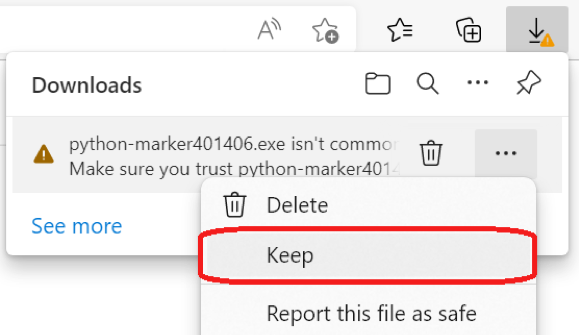 Downloads
python-marker401406.exe isn't commo
Make sure you trust python-marker401
See more
Delete
Keep
Report this file as safe